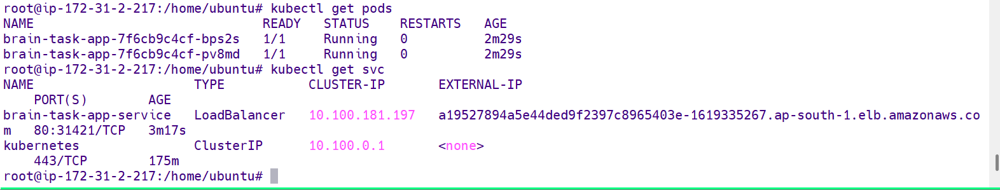 root@ip-172-31-2-217:/home/ubuntu# kubectl get pods
NAME                              READY   STATUS    RESTARTS   AGE
brain-task-app-7f6cb9c4cf-bps2s   1/1     Running   0          2m29s
brain-task-app-7f6cb9c4cf-pv8md   1/1     Running   0          2m29s
root@ip-172-31-2-217:/home/ubuntu# kubectl get svc
NAME                     TYPE           CLUSTER-IP       EXTERNAL-IP
    PORT(S)        AGE
brain-task-app-service   LoadBalancer   10.100.181.197   a19527894a5e44ded9f2397c8965403e-1619335267.ap-south-1.elb.amazonaws.co
m   80:31421/TCP   3m17s
kubernetes               ClusterIP      10.100.0.1       <none>
    443/TCP        175m
root@ip-172-31-2-217:/home/ubuntu#